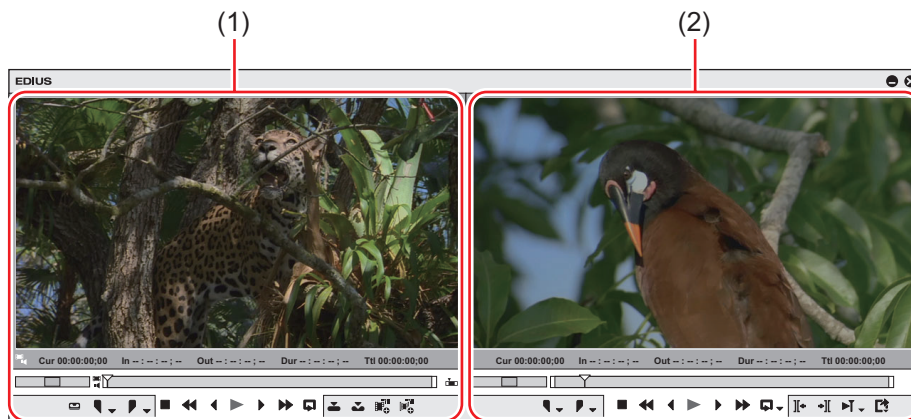 (1) (2)
EDIUS
Cur 00:00:00;00 In -- : -- : -- ; -- Out -- : -- : -- ; -- Dur -- : -- : -- ; -- Ttl 00:00:00;00
Cur 00:00:00;00 In -- : -- : -- ; -- Out -- : -- : -- ; -- Dur -- : -- : -- ; -- Ttl 00:00:00;00